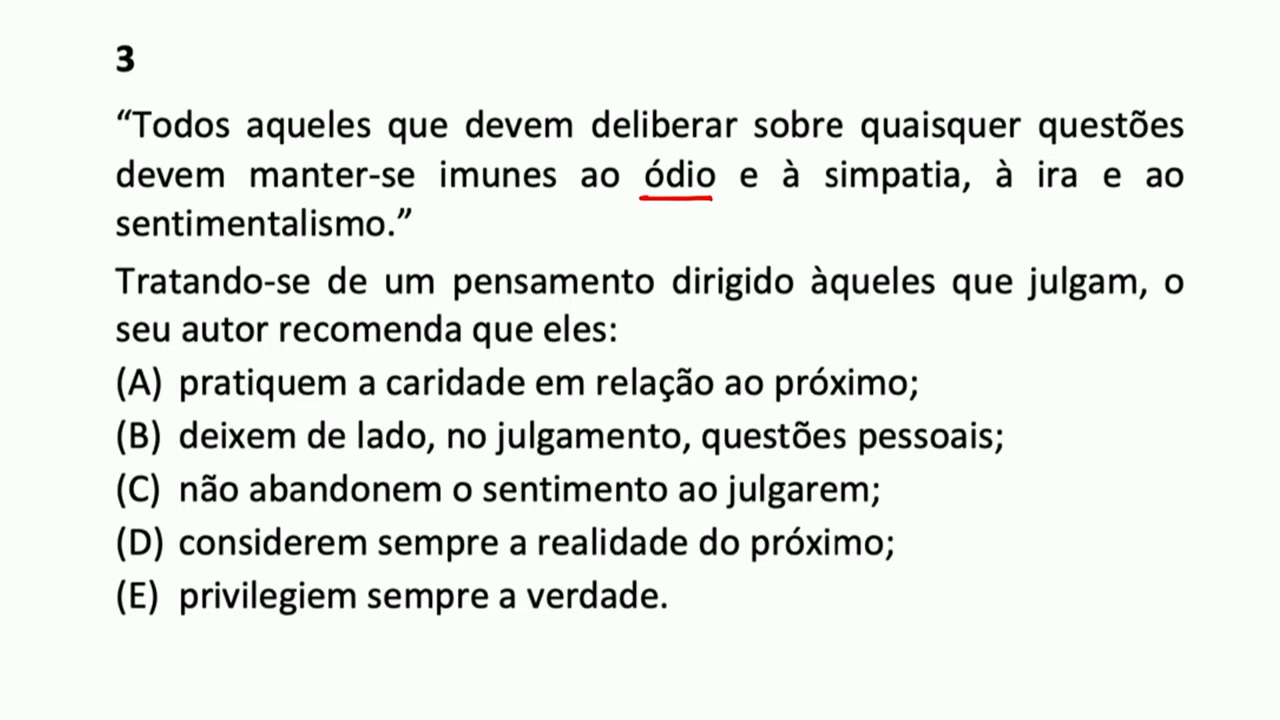 3
“Todos aqueles que devem deliberar sobre quaisquer questões
devem manter-se imunes ao ódio e à simpatia, à ira e ao
sentimentalismo.”
Tratando-se de um pensamento dirigido àqueles que julgam, o
seu autor recomenda que eles:
(A) pratiquem a caridade em relação ao próximo;
(B) deixem de lado, no julgamento, questões pessoais;
(C) não abandonem o sentimento ao julgarem;
(D) considerem sempre a realidade do próximo;
(E) privilegiem sempre a verdade.